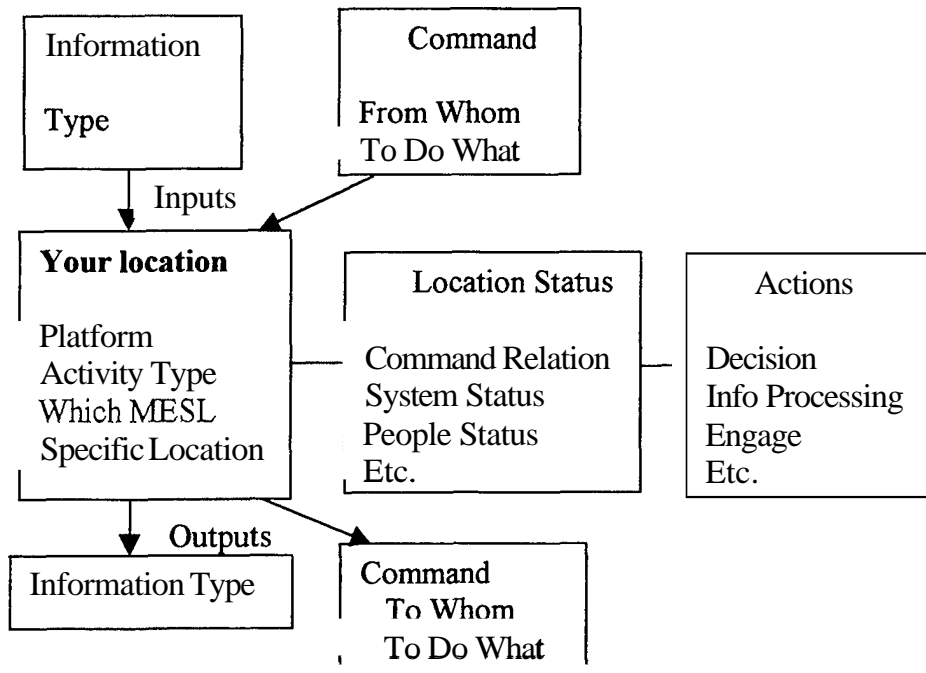 Information
Type
Command
From Whom
To Do What
Inputs
Your location
Platform
Activity Type
Which MESL
Specific Location
Location Status
Command Relation
System Status
People Status
Etc.
Actions
Decision
Info Processing
Engage
Etc.
Outputs
Information Type
Command
To Whom
To Do What